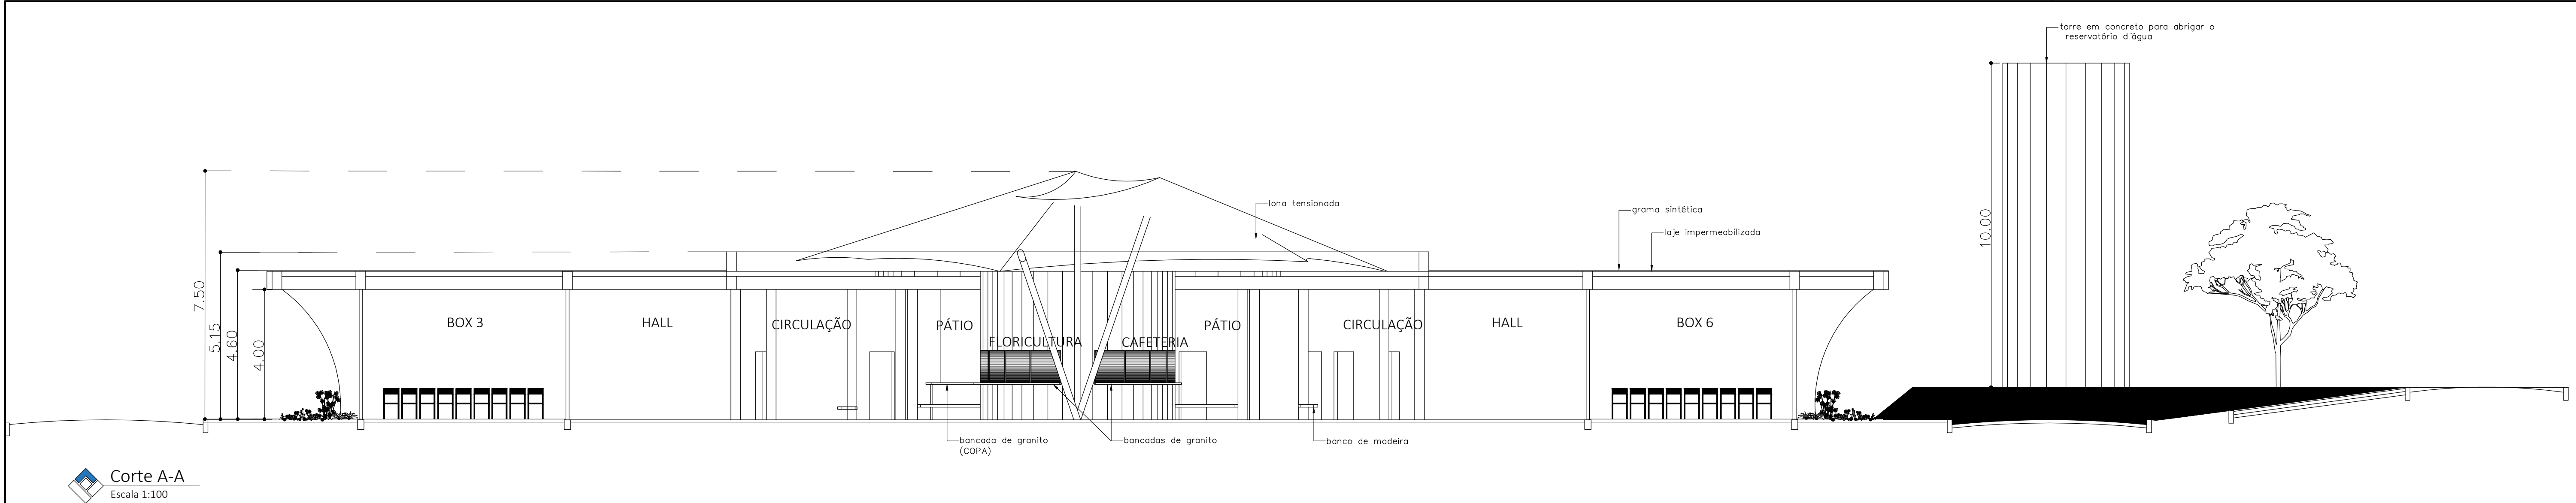 torre em concreto para abrigar o
reservatório d´água
10.00
lona tensionada
grama sintética
laje impermeabilizada
7.50
5.15
4.60
4.00
BOX 3
HALL
CIRCULAÇÃO
PÁTIO
FLORICULTURA
CAFETERIA
PÁTIO
CIRCULAÇÃO
HALL
BOX 6
bancada de granito
(COPA)
bancadas de granito
banco de madeira
Corte A-A
Escala 1:100